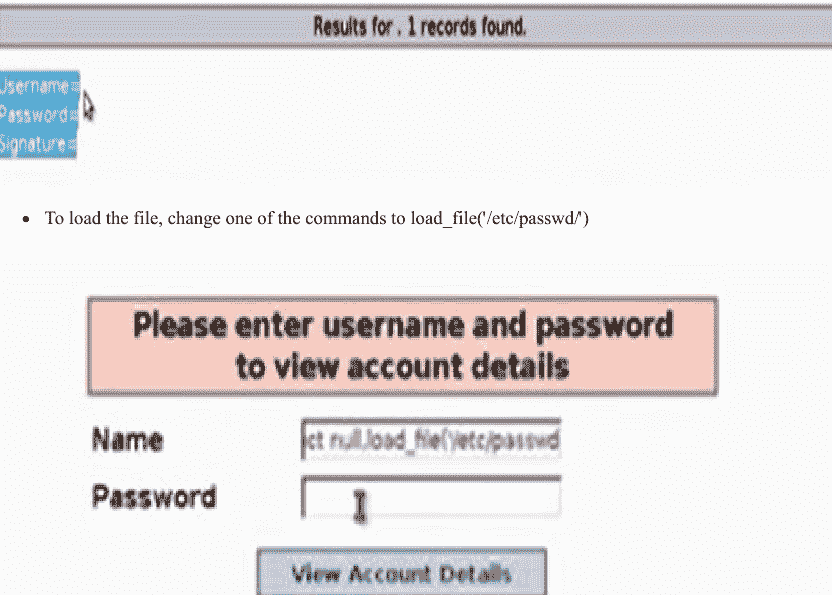 Results for . 1 records found.
Username=
Password=
Signature=
• To load the file, change one of the commands to load_file('/etc/passwd/')
Please enter username and password
to view account details
Name
ct null,load_file('/etc/passwd
Password
View Account Details